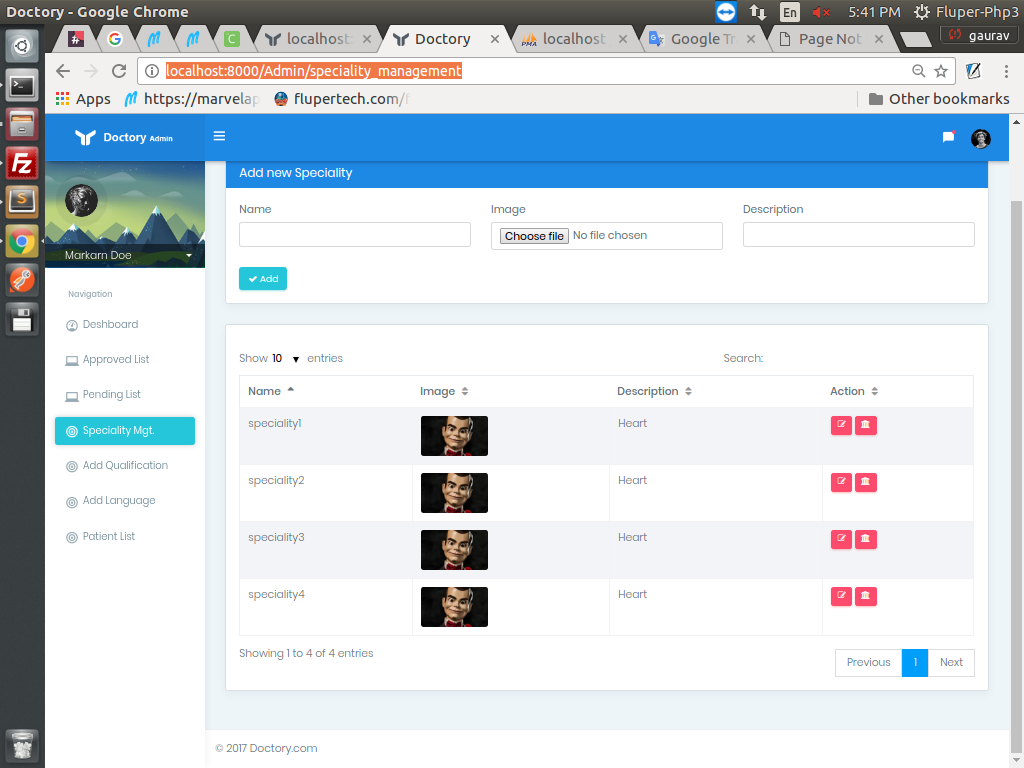 Doctory - Google Chrome
En
5:41 PM
Fluper-Php3
localhost:
Doctory
localhost
Google Tr
Page Not
gaurav
localhost:8000/Admin/speciality_management
Apps
https://marvelap
flupertech.com/f
Other bookmarks
Doctory Admin
Markarn Doe
Navigation
Deshboard
Approved List
Pending List
Speciality Mgt.
Add Qualification
Add Language
Patient List
Add new Speciality
Name Image Description
Choose file No file chosen
Add
Show 10 entries Search:
Name Image Description Action
speciality1 Heart
speciality2 Heart
speciality3 Heart
speciality4 Heart
Showing 1 to 4 of 4 entries
Previous 1 Next
© 2017 Doctory.com